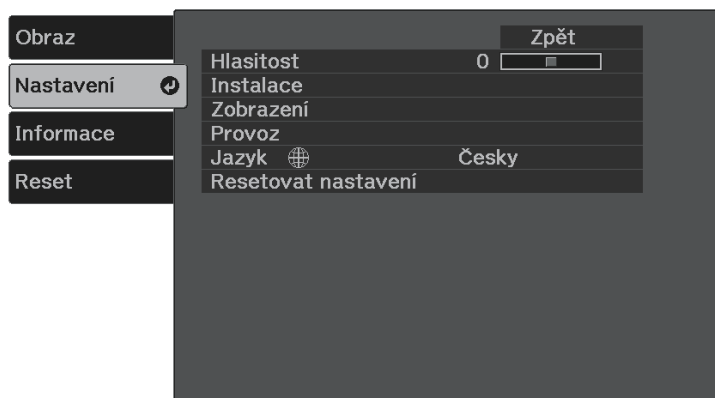 Obraz
Nastavení
Informace
Reset
Zpět
Hlasitost 0
Instalace
Zobrazení
Provoz
Jazyk Česky
Resetovat nastavení